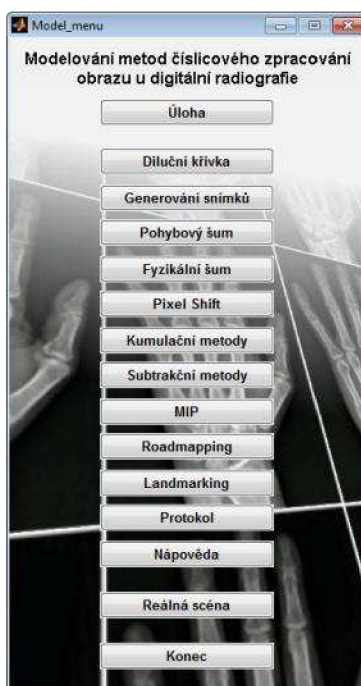 Model_menu
Modelování metod číslicového zpracování
obrazu u digitální radiografie
Úloha
Diluční křivka
Generování snímků
Pohybový šum
Fyzikální šum
Pixel Shift
Kumulační metody
Subtrakční metody
MIP
Roadmapping
Landmarking
Protokol
Nápověda
Reálná scéna
Konec